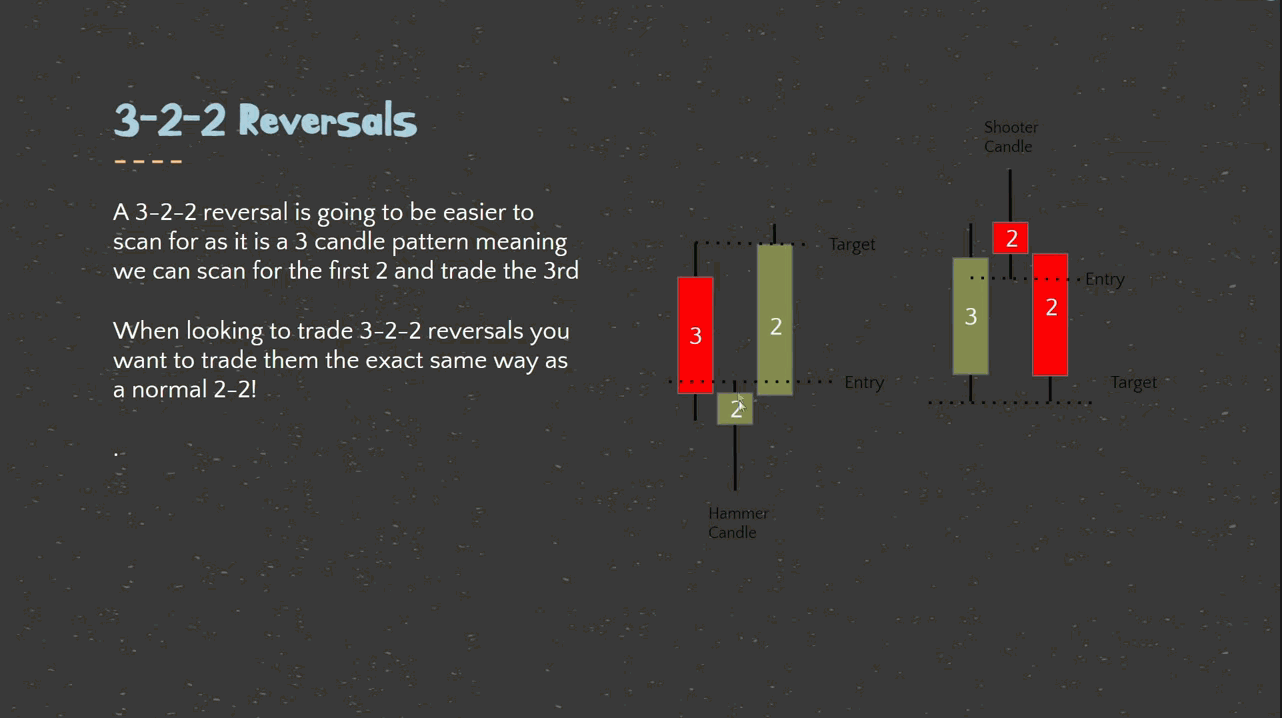 3-2-2 Reversals
A 3-2-2 reversal is going to be easier to
scan for as it is a 3 candle pattern meaning
we can scan for the first 2 and trade the 3rd
When looking to trade 3-2-2 reversals you
want to trade them the exact same way as
a normal 2-2!
.
Target
3
2
Entry
2
Hammer
Candle
Shooter
Candle
2
Entry
3
2
Target